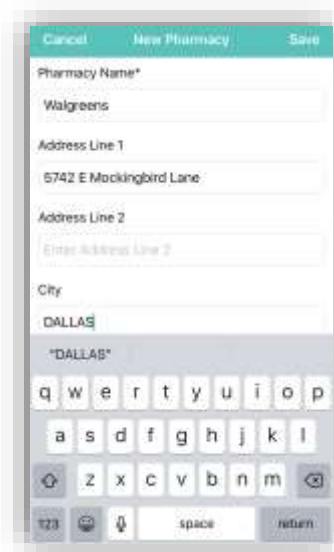 Cancel New Pharmacy Save
Pharmacy Name*
Walgreens
Address Line 1
5742 E Mockingbird Lane
Address Line 2
Enter Address Line 2
City
DALLAS
"DALLAS"
q w e r t y u i o p
a s d f g h j k l
z x c v b n m
123 space return